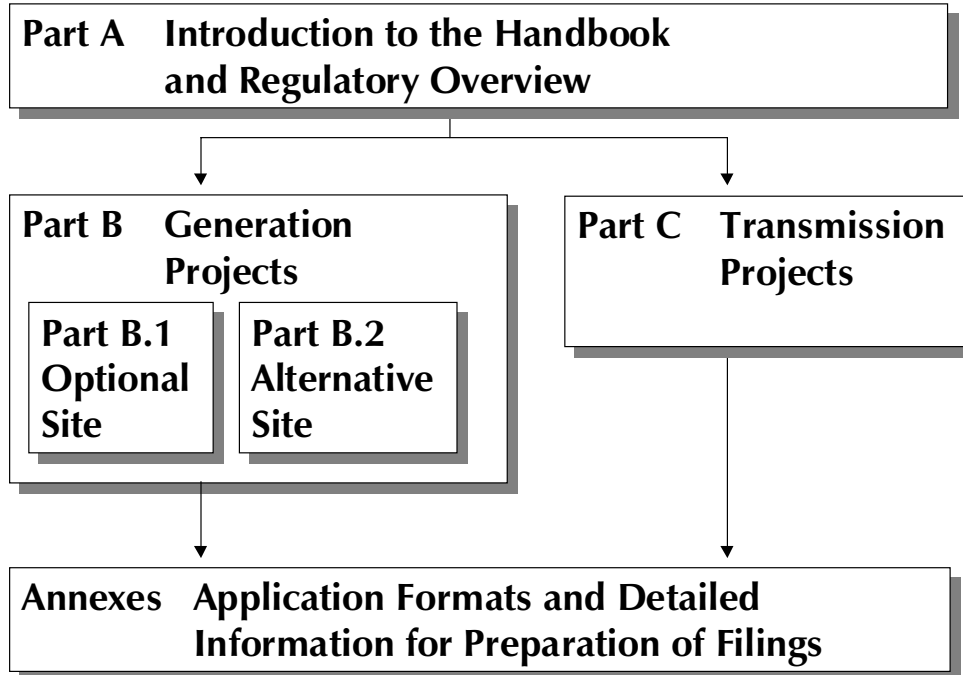 Part A Introduction to the Handbook
and Regulatory Overview
Part B Generation
Projects
Part B.1
Optional
Site
Part B.2
Alternative
Site
Part C Transmission
Projects
Annexes Application Formats and Detailed
Information for Preparation of Filings